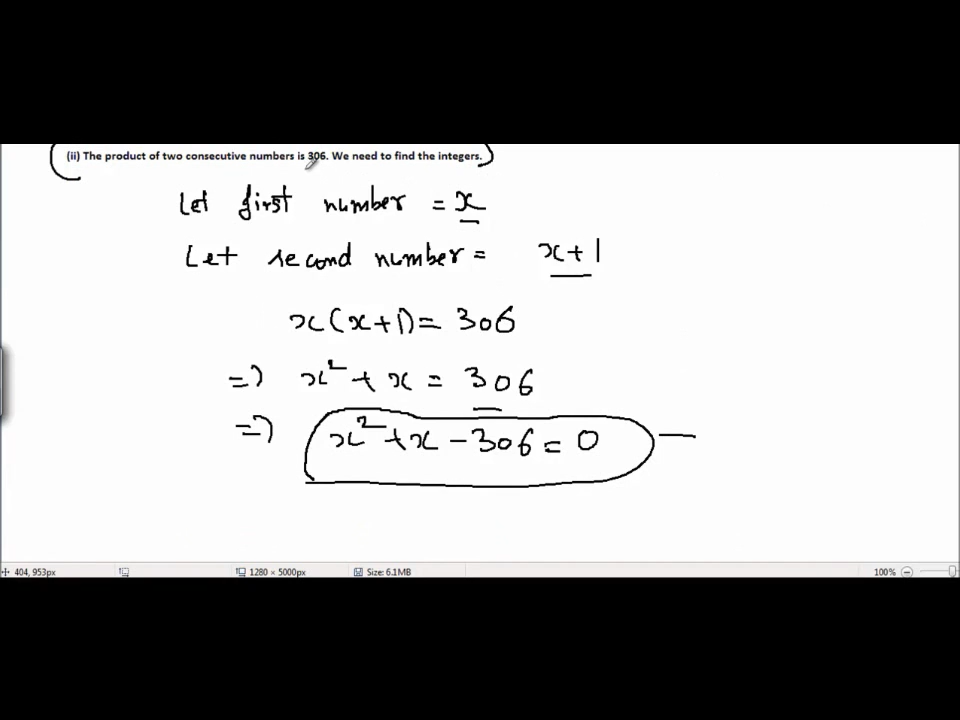 (ii) The product of two consecutive numbers is 306. We need to find the integers.
Let first number = x
Let second number = x+1
x(x+1)= 306
=> x² + x = 306
=> x² + x - 306 = 0
404, 953px 1280 × 5000px Size: 6.1MB 100%